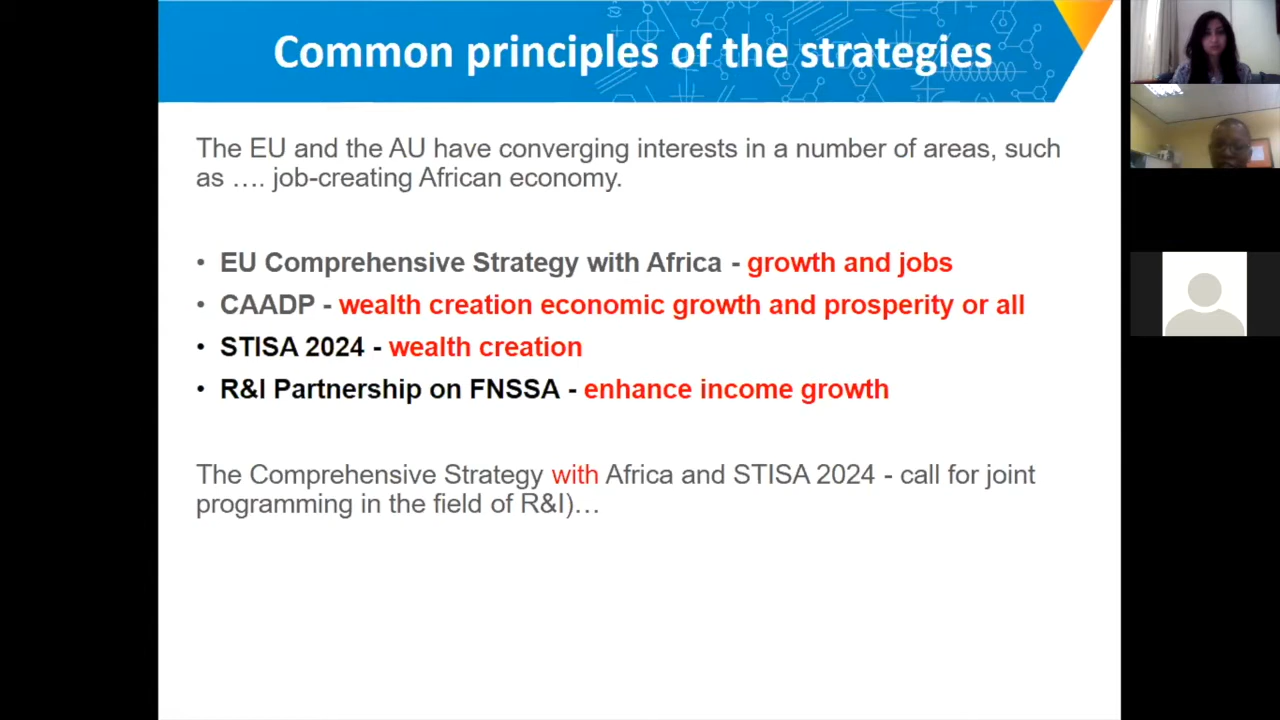 Common principles of the strategies
The EU and the AU have converging interests in a number of areas, such
as …. job-creating African economy.
• EU Comprehensive Strategy with Africa - growth and jobs
• CAADP - wealth creation economic growth and prosperity or all
• STISA 2024 - wealth creation
• R&I Partnership on FNSSA - enhance income growth
The Comprehensive Strategy with Africa and STISA 2024 - call for joint
programming in the field of R&I)…